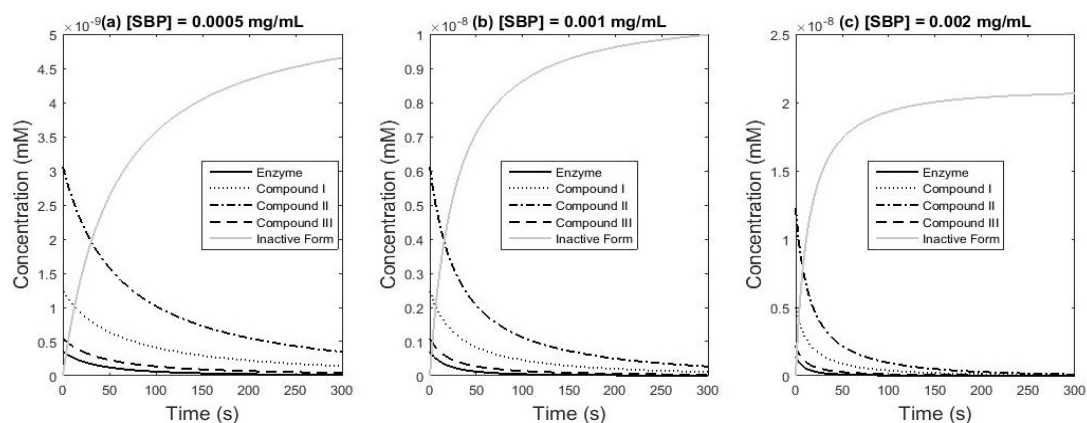 ×10⁻⁹ (a) [SBP] = 0.0005 mg/mL
5
4.5
4
3.5
3
2.5
2
1.5
1
0.5
0
Concentration (mM)
Enzyme
Compound I
Compound II
Compound III
Inactive Form
0 50 100 150 200 250 300
Time (s)
×10⁻⁸ (b) [SBP] = 0.001 mg/mL
1
0.9
0.8
0.7
0.6
0.5
0.4
0.3
0.2
0.1
0
Concentration (mM)
Enzyme
Compound I
Compound II
Compound III
Inactive Form
0 50 100 150 200 250 300
Time (s)
×10⁻⁸ (c) [SBP] = 0.002 mg/mL
2.5
2
1.5
1
0.5
0
Concentration (mM)
Enzyme
Compound I
Compound II
Compound III
Inactive Form
0 50 100 150 200 250 300
Time (s)